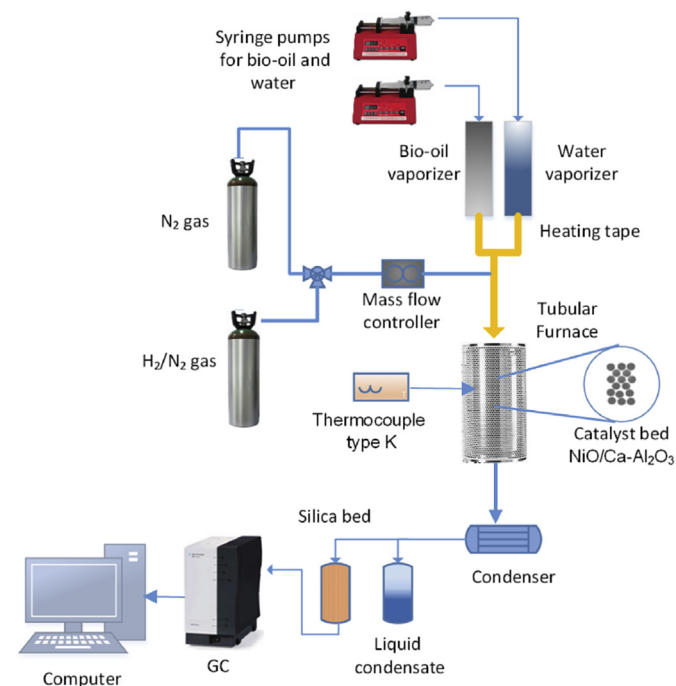 Syringe pumps
for bio-oil and
water
Bio-oil
vaporizer
Water
vaporizer
N₂ gas
Heating tape
Mass flow
controller
Tubular
Furnace
H₂/N₂ gas
Thermocouple
type K
Catalyst bed
NiO/Ca-Al₂O₃
Silica bed
Condenser
Liquid
condensate
GC
Computer